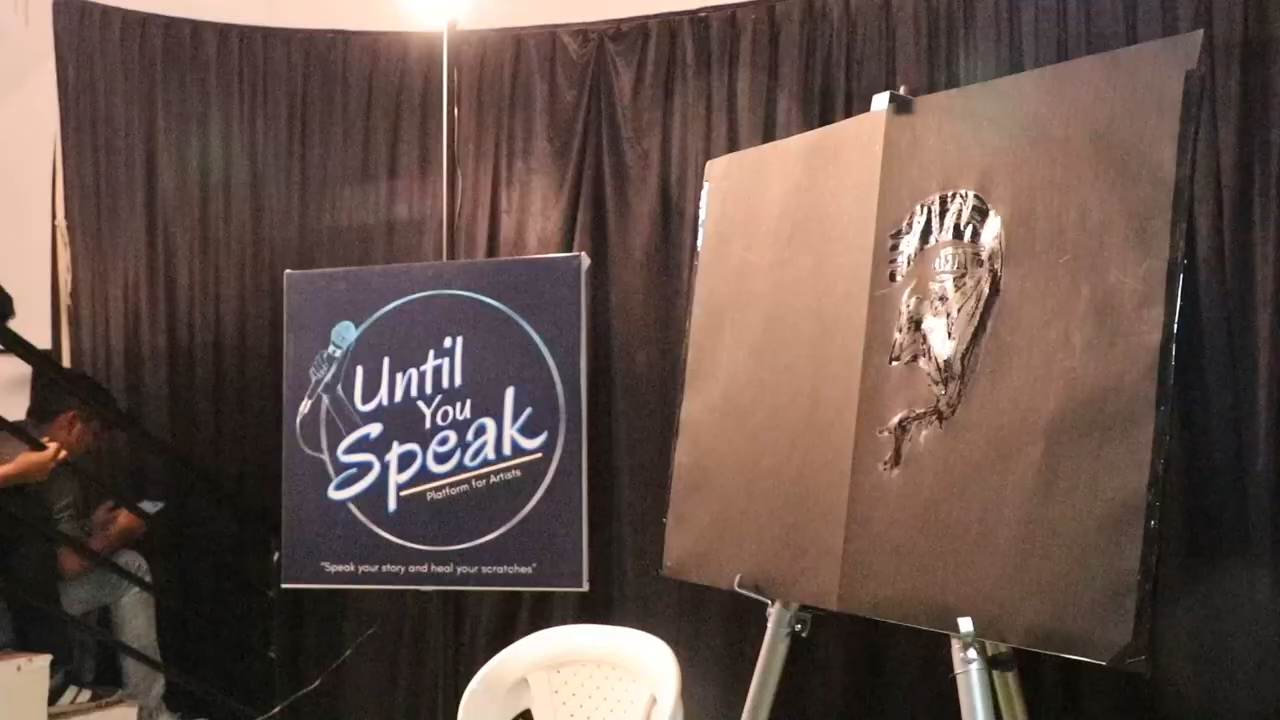 Until
You
Speak
Platform for Artists
"Speak your story and heal your scratches"